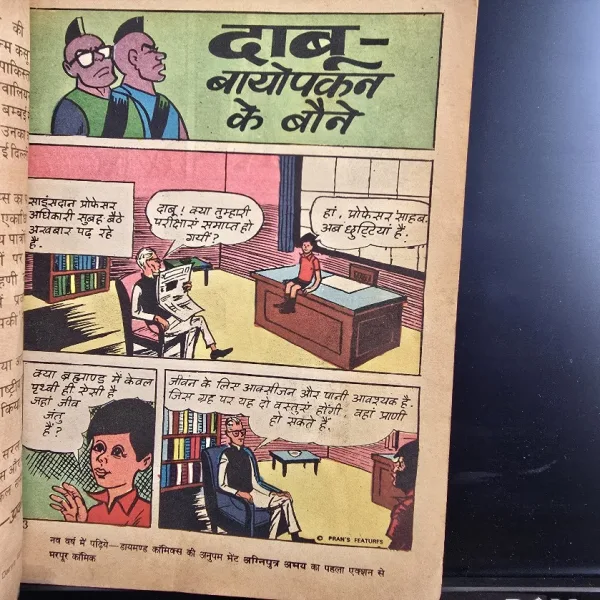 दाबू-
बायोपर्कन
के बौने
साइंसदान प्रोफेसर
अधिकारी सुबह बैठे
अखबार पढ़ रहे
हैं.
दाबू! क्या तुम्हारी
परीक्षाएं समाप्त हो
गयीं?
हां, प्रोफेसर साहब.
अब छुट्टियां हैं.
क्या ब्रह्माण्ड में केवल
पृथ्वी ही ऐसी है
जहां जीव
जंतु
हैं?
जीवन के लिए आक्सीजन और पानी आवश्यक है.
जिस ग्रह पर यह दो वस्तुएं होंगी, वहां प्राणी
हो सकते हैं.
© PRAN'S FEATURES
नव वर्ष में पढ़िये—डायमण्ड कॉमिक्स की अनुपम भेंट अग्निपुत्र अभय का पहला एक्शन से
भरपूर कॉमिक